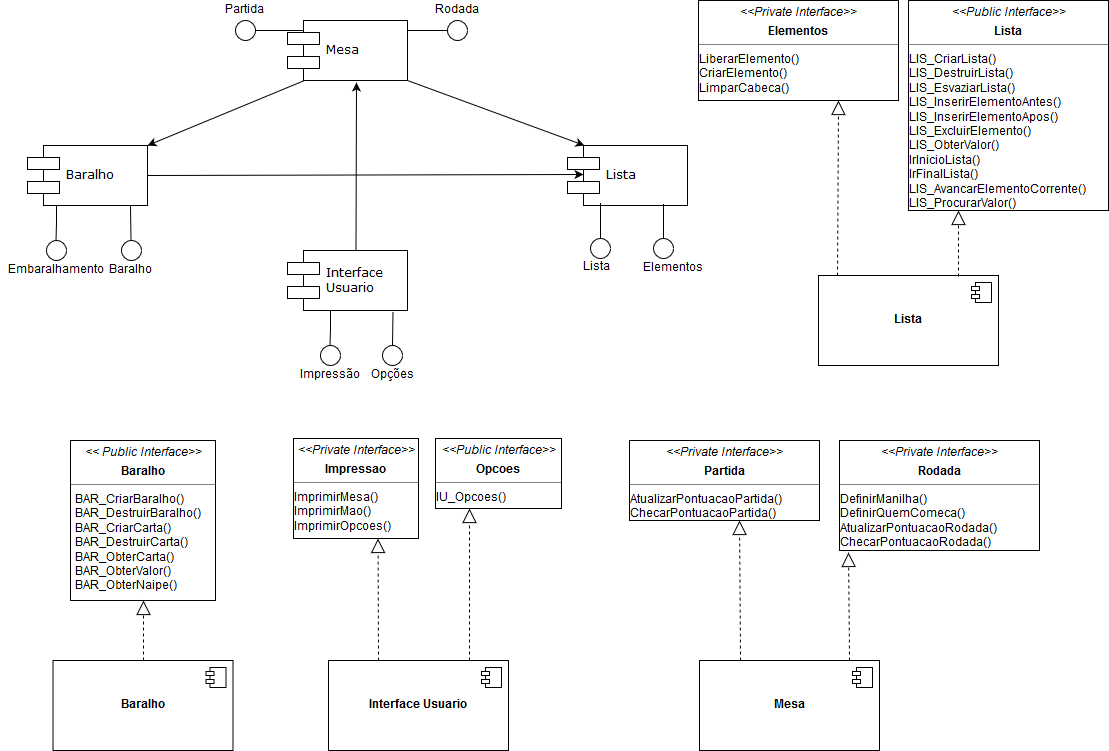 Partida
Rodada
Mesa
Baralho
Lista
Embaralhamento
Baralho
Interface
Usuario
Lista
Elementos
Impressão
Opções
<<Private Interface>>
Elementos
LiberarElemento()
CriarElemento()
LimparCabeca()
<<Public Interface>>
Lista
LIS_CriarLista()
LIS_DestruirLista()
LIS_EsvaziarLista()
LIS_InserirElementoAntes()
LIS_InserirElementoApos()
LIS_ExcluirElemento()
LIS_ObterValor()
IrInicioLista()
IrFinalLista()
LIS_AvancarElementoCorrente()
LIS_ProcurarValor()
Lista
<< Public Interface>>
Baralho
BAR_CriarBaralho()
BAR_DestruirBaralho()
BAR_CriarCarta()
BAR_DestruirCarta()
BAR_ObterCarta()
BAR_ObterValor()
BAR_ObterNaipe()
Baralho
<<Private Interface>>
Impressao
ImprimirMesa()
ImprimirMao()
ImprimirOpcoes()
<<Public Interface>>
Opcoes
IU_Opcoes()
Interface Usuario
<<Private Interface>>
Partida
AtualizarPontuacaoPartida()
ChecarPontuacaoPartida()
<<Private Interface>>
Rodada
DefinirManilha()
DefinirQuemComeca()
AtualizarPontuacaoRodada()
ChecarPontuacaoRodada()
Mesa